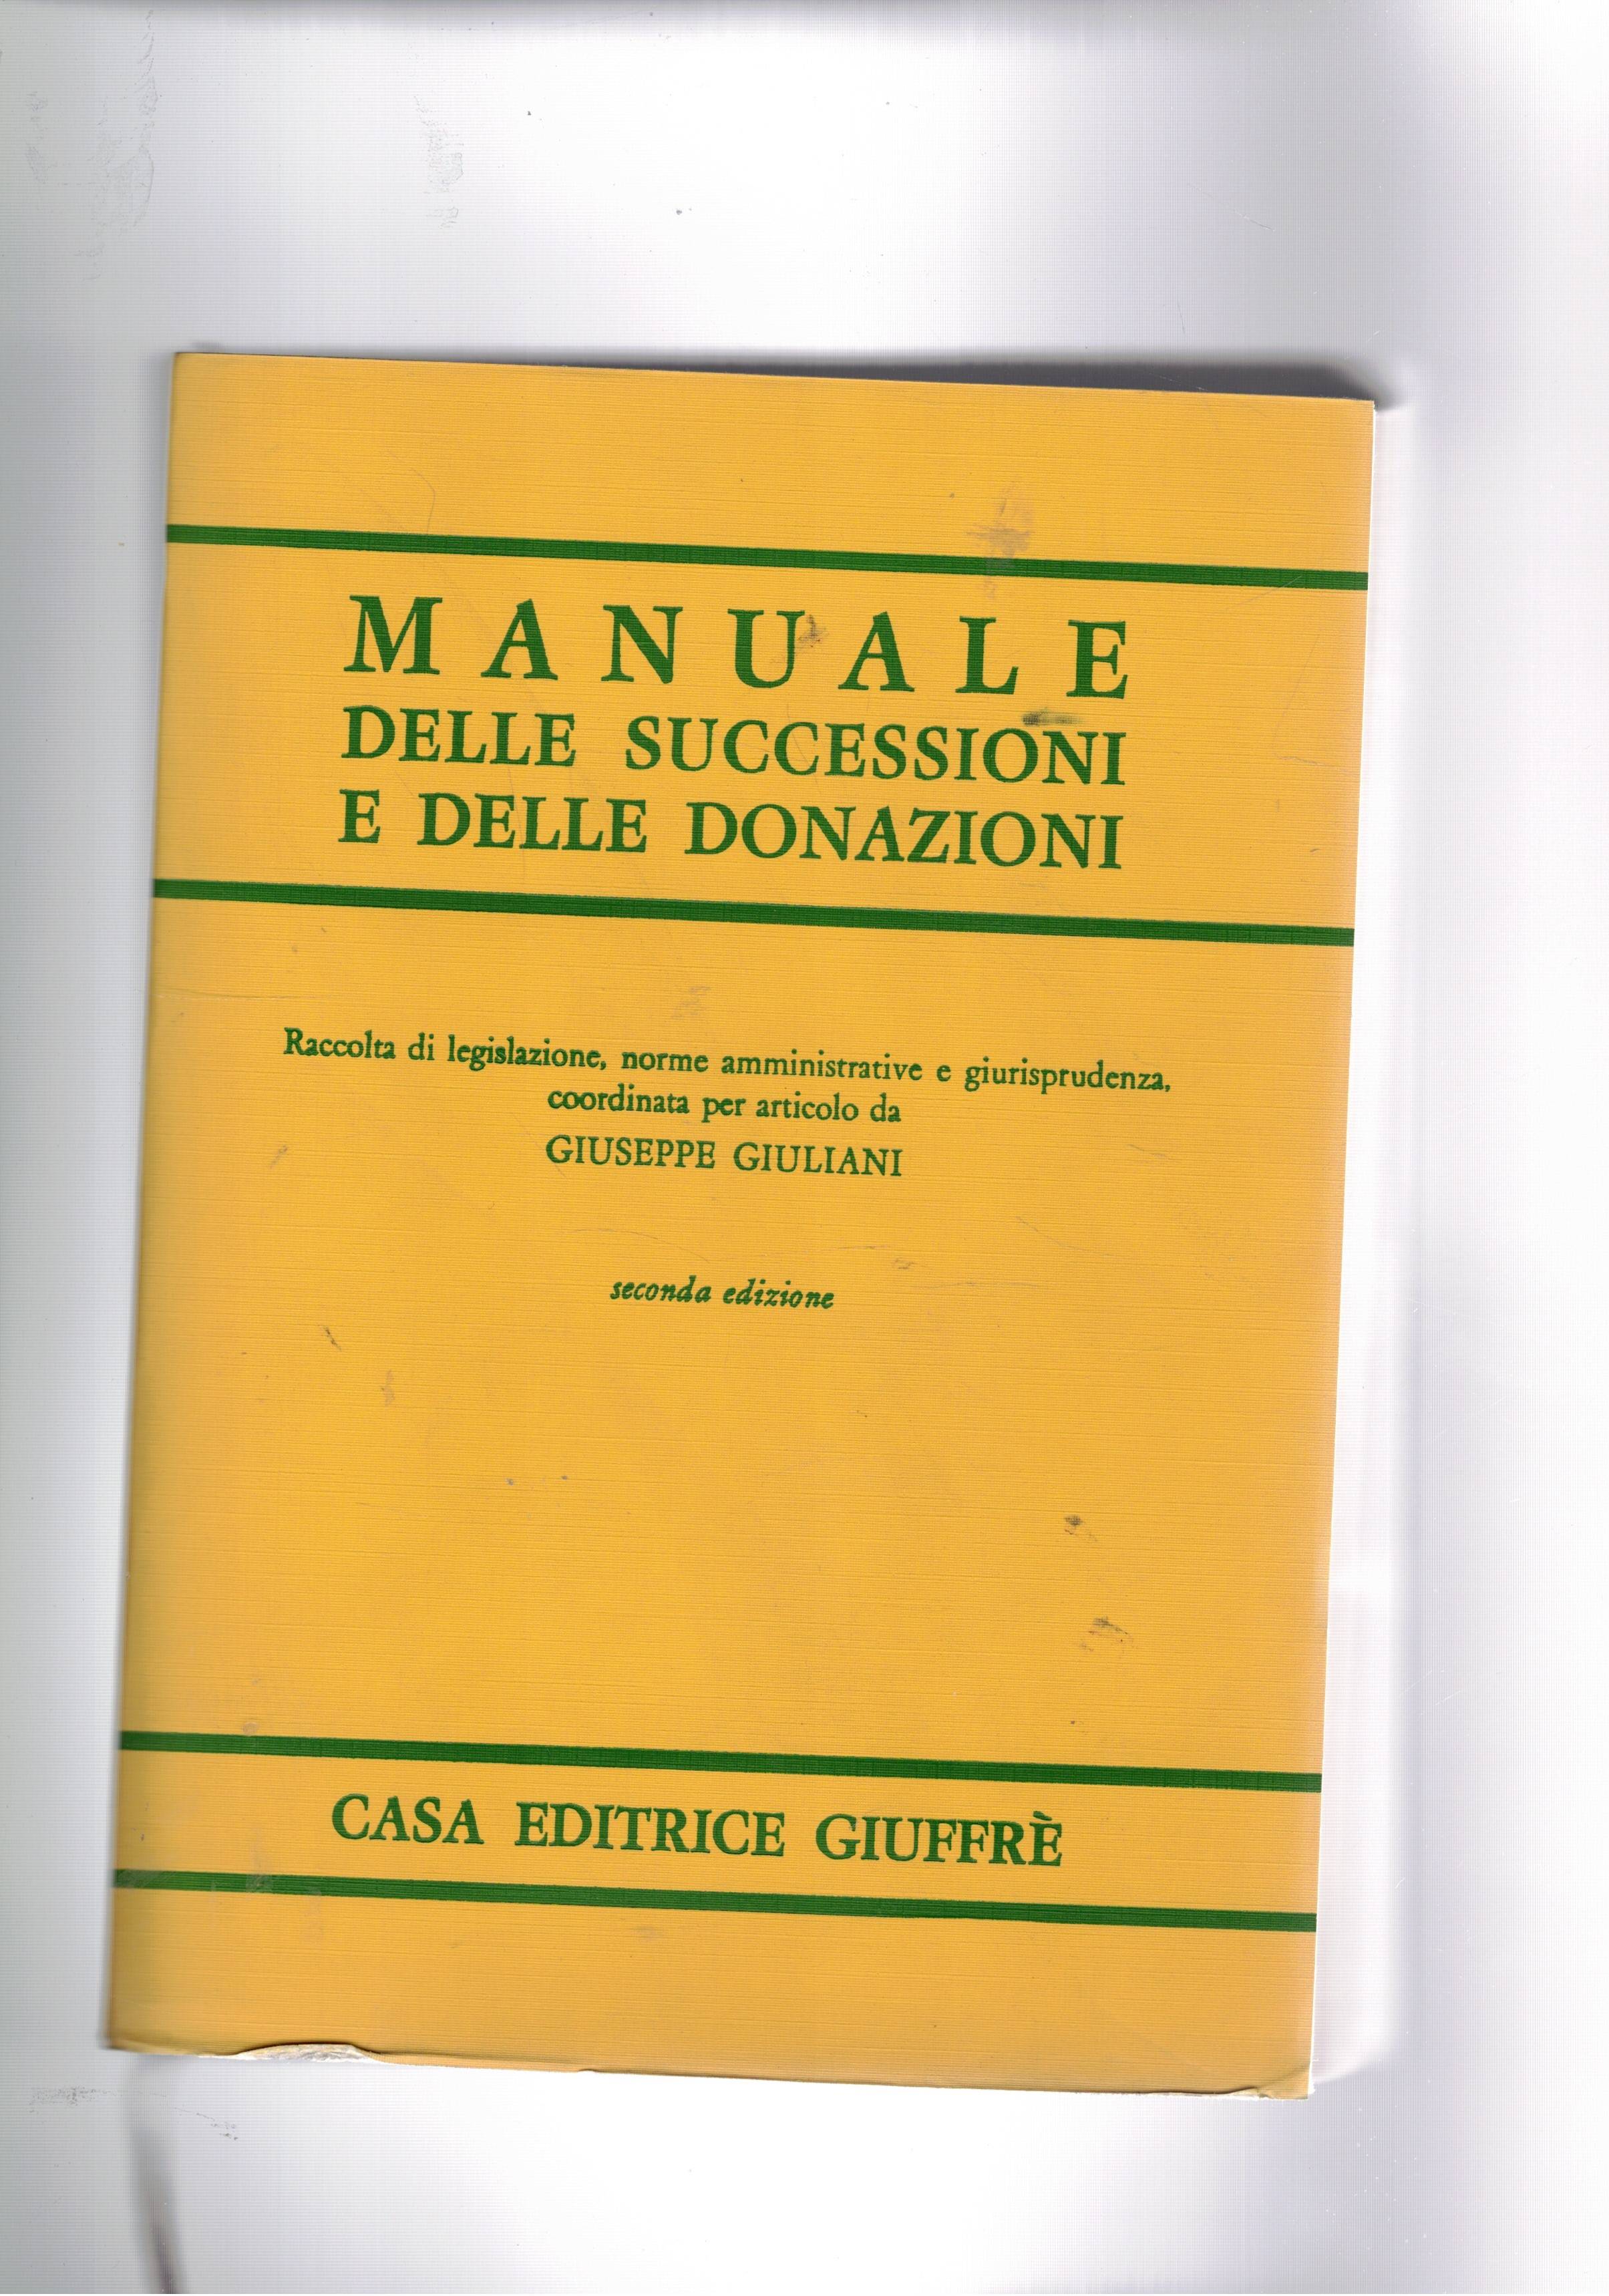 MANUALE
DELLE SUCCESSIONI
E DELLE DONAZIONI
Raccolta di legislazione, norme amministrative e giurisprudenza,
coordinata per articolo da
GIUSEPPE GIULIANI
seconda edizione
CASA EDITRICE GIUFFRÈ